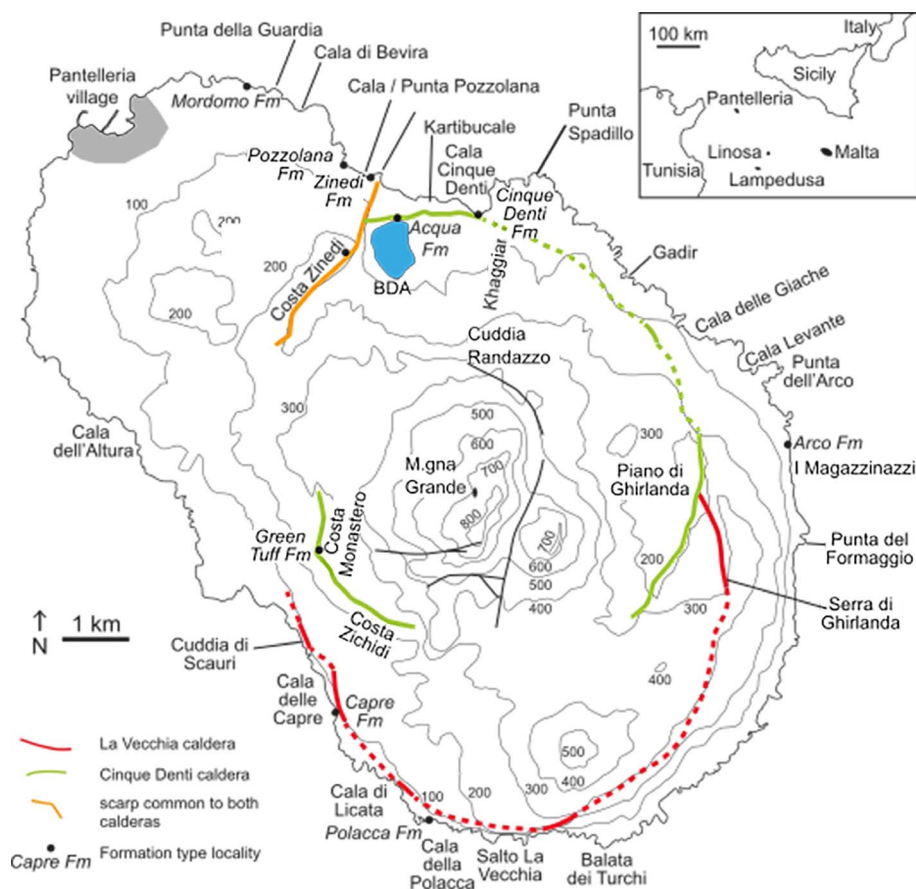 Punta della Guardia
Cala di Bevira
Pantelleria
village
Mordomo Fm
Cala / Punta Pozzolana
Kartibucale
Punta
Spadillo
Pozzolana
Fm
Zinedi
Fm
Cala
Cinque
Denti
Cinque
Denti
Fm
Acqua
Fm
BDA
Costa Zinedi
Khaggiar
Gadir
Cala delle Giache
Cala Levante
Punta
dell'Arco
Arco Fm
I Magazzinazzi
Cuddia
Randazzo
M.gna
Grande
Piano di
Ghirlanda
Punta del
Formaggio
Serra di
Ghirlanda
Cala
dell'Altura
Green
Tuff Fm
Costa
Monastero
Costa
Zichidi
Cuddia di
Scauri
Cala
delle
Capre
Capre
Fm
Cala di
Licata
Polacca Fm
Cala
della
Polacca
Salto La
Vecchia
Balata
dei Turchi
100
200
200
200
300
500
600
700
800
700
600
500
400
300
200
300
400
500
400
300
200
100
N
1 km
La Vecchia caldera
Cinque Denti caldera
scarp common to both
calderas
Capre Fm
Formation type locality
100 km
Italy
Sicily
Pantelleria
Linosa
Malta
Lampedusa
Tunisia